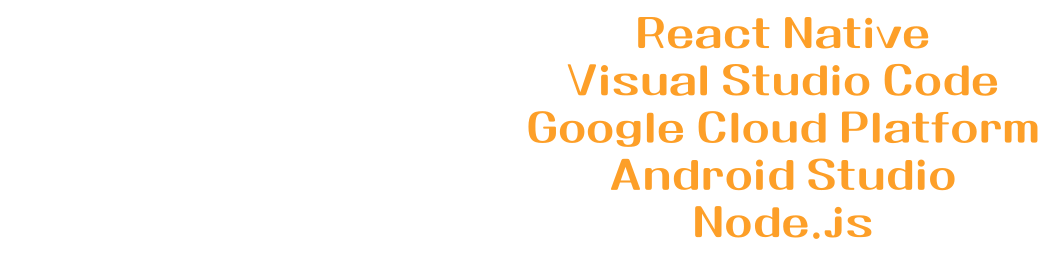 React Native
Visual Studio Code
Google Cloud Platform
Android Studio
Node.js